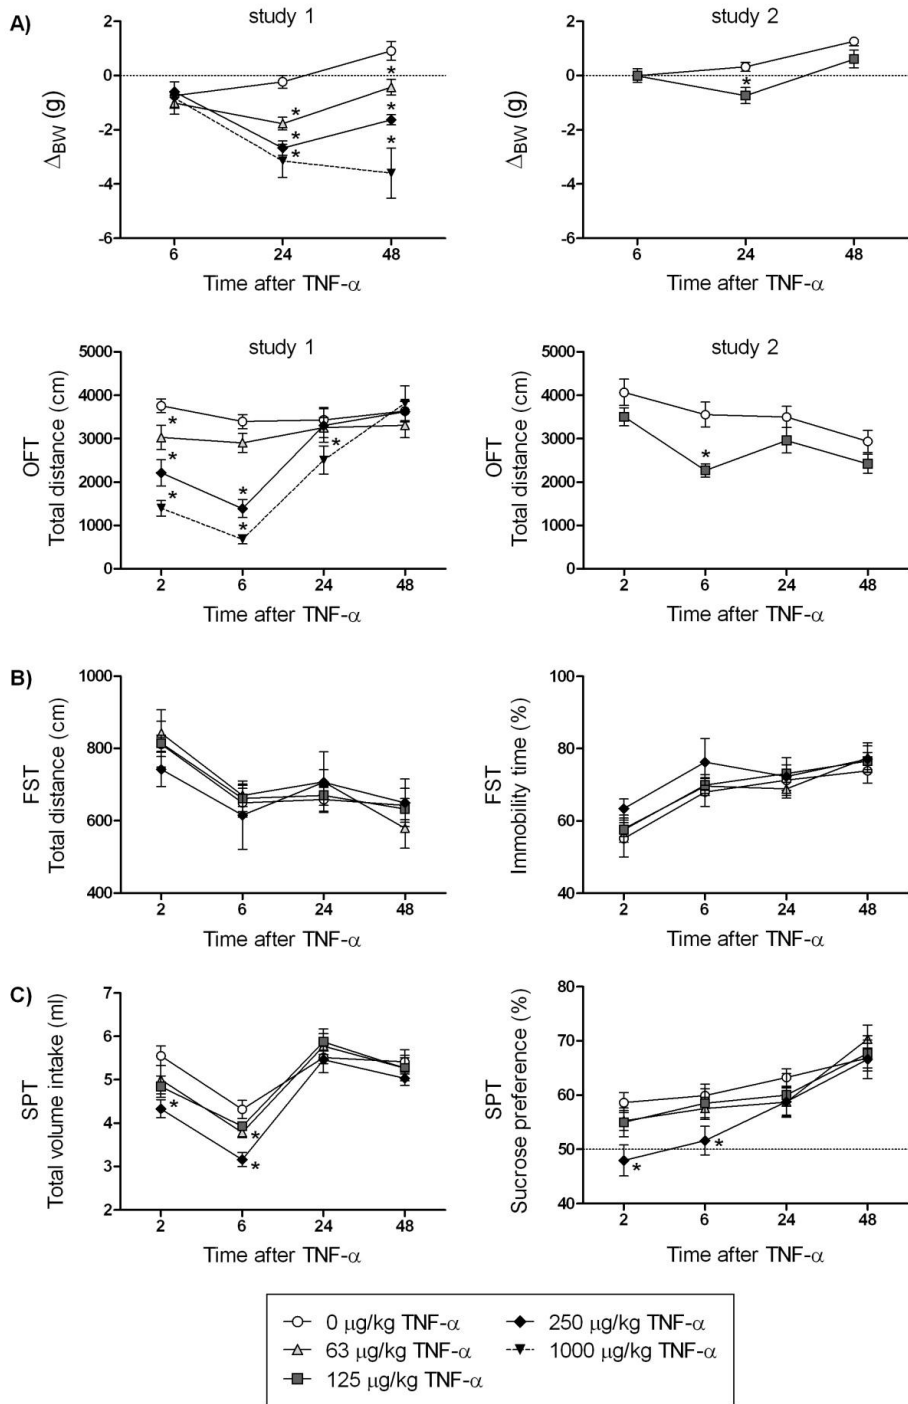 A)
study 1
study 2
2
0
-2
-4
-6
ΔBW (g)
* * * * * *
6 24 48
Time after TNF-α
2
0
-2
-4
-6
ΔBW (g)
*
6 24 48
Time after TNF-α
study 1
study 2
5000
4000
3000
2000
1000
0
OFT
Total distance (cm)
* * * * * *
2 6 24 48
Time after TNF-α
5000
4000
3000
2000
1000
0
OFT
Total distance (cm)
*
2 6 24 48
Time after TNF-α
B)
1000
800
600
400
FST
Total distance (cm)
2 6 24 48
Time after TNF-α
100
80
60
40
FST
Immobility time (%)
2 6 24 48
Time after TNF-α
C)
7
6
5
4
3
2
SPT
Total volume intake (ml)
* * *
2 6 24 48
Time after TNF-α
80
70
60
50
40
SPT
Sucrose preference (%)
* *
2 6 24 48
Time after TNF-α
0 µg/kg TNF-α
63 µg/kg TNF-α
125 µg/kg TNF-α
250 µg/kg TNF-α
1000 µg/kg TNF-α